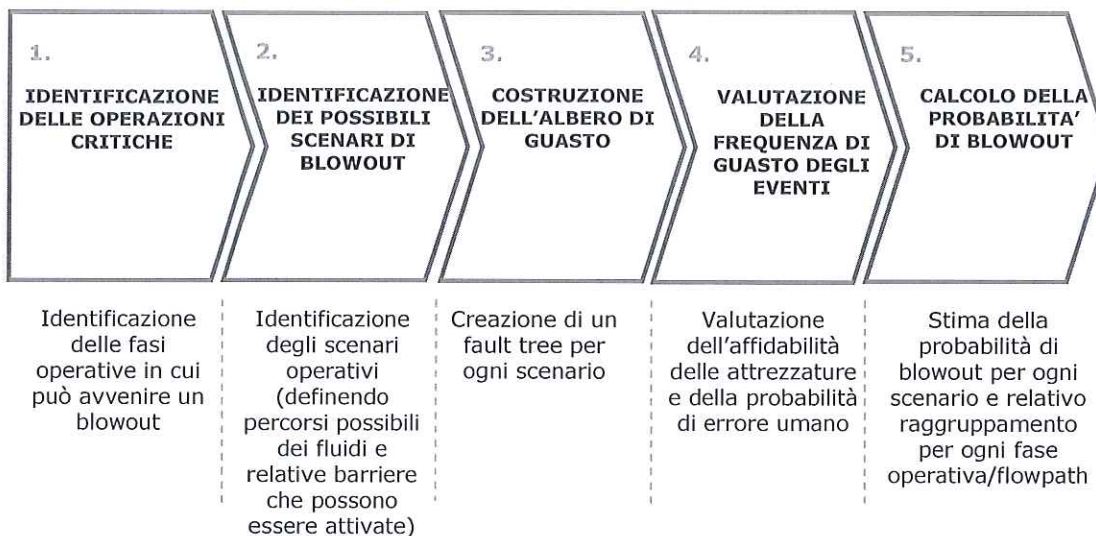 1.
IDENTIFICAZIONE
DELLE OPERAZIONI
CRITICHE
2.
IDENTIFICAZIONE
DEI POSSIBILI
SCENARI DI
BLOWOUT
3.
COSTRUZIONE
DELL'ALBERO DI
GUASTO
4.
VALUTAZIONE
DELLA
FREQUENZA DI
GUASTO DEGLI
EVENTI
5.
CALCOLO DELLA
PROBABILITA'
DI BLOWOUT
Identificazione
delle fasi
operative in cui
può avvenire un
blowout
Identificazione
degli scenari
operativi
(definendo
percorsi possibili
dei fluidi e
relative barriere
che possono
essere attivate)
Creazione di un
fault tree per
ogni scenario
Valutazione
dell'affidabilità
delle attrezzature
e della probabilità
di errore umano
Stima della
probabilità di
blowout per ogni
scenario e relativo
raggruppamento
per ogni fase
operativa/flowpath